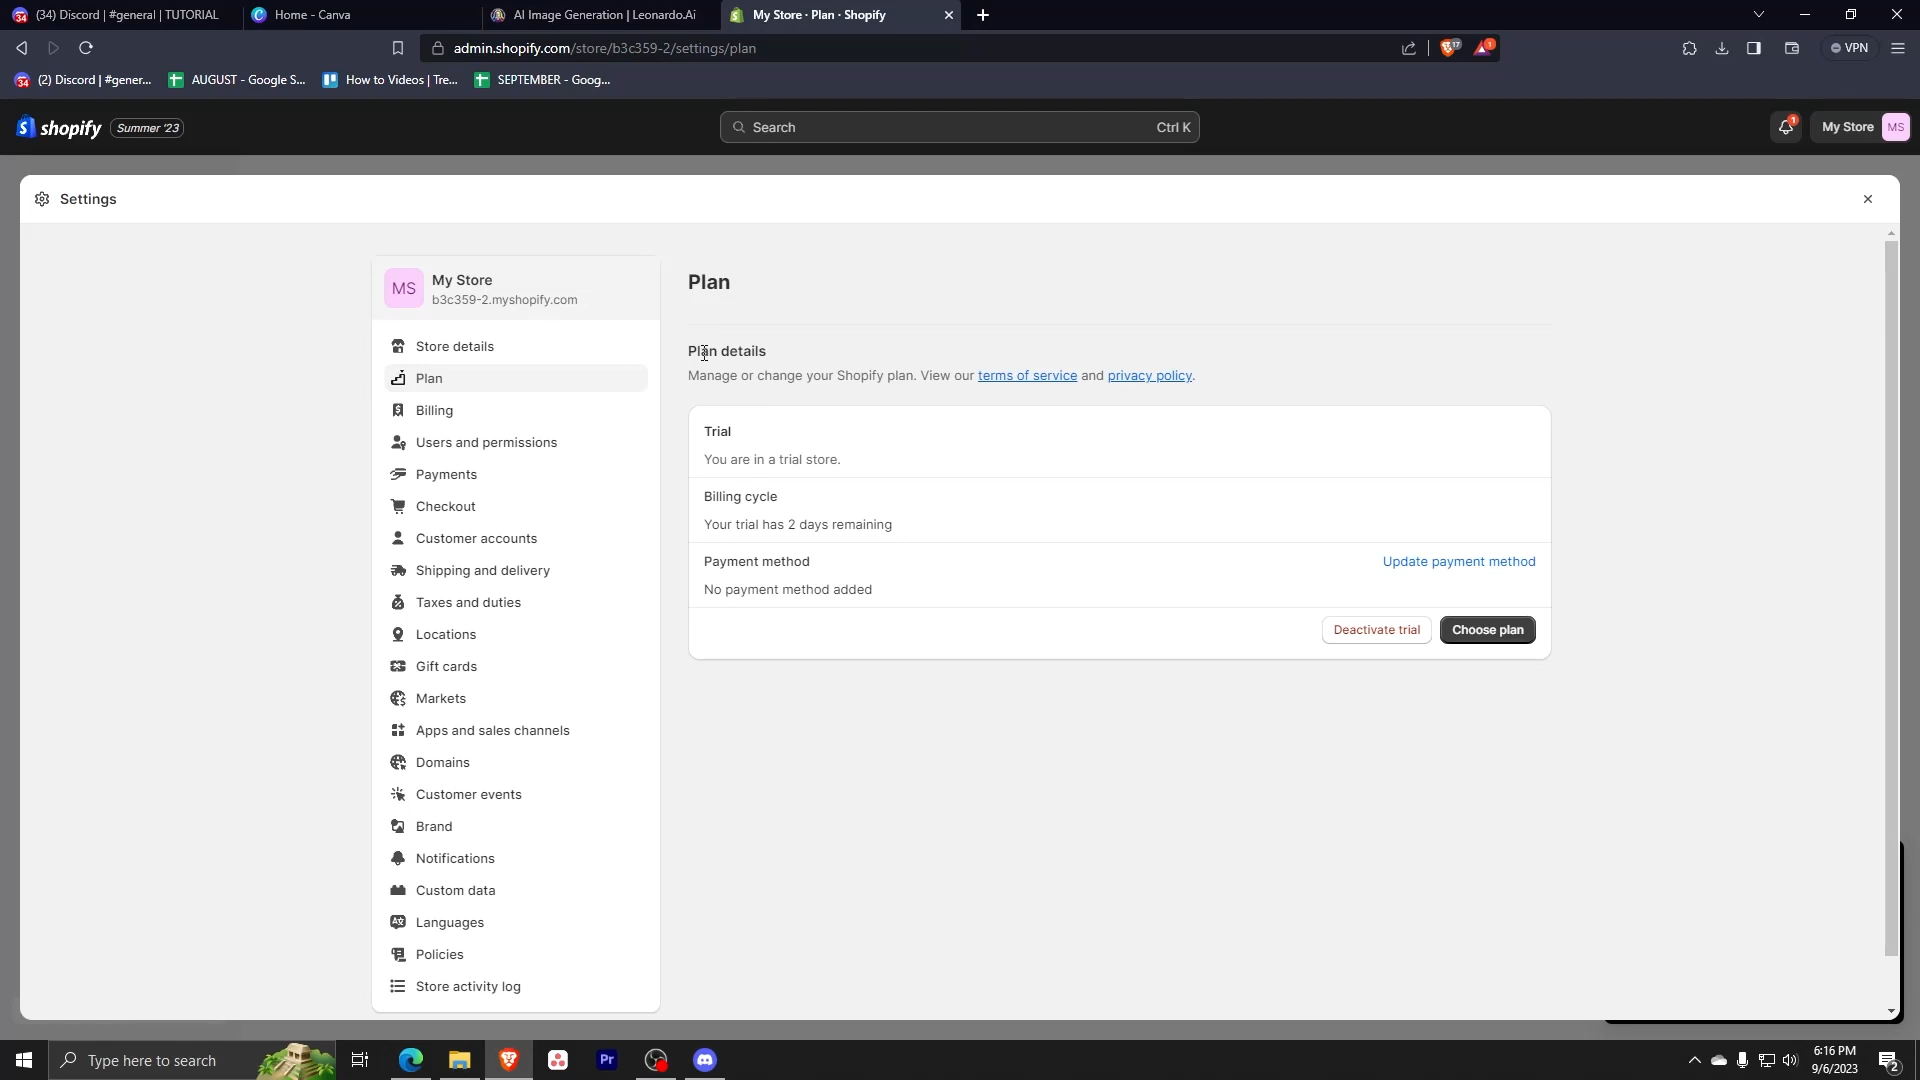 (34) Discord | #general | TUTORIAL
Home - Canva
AI Image Generation | Leonardo.Ai
My Store · Plan · Shopify
admin.shopify.com/store/b3c359-2/settings/plan
17
1
VPN
(2) Discord | #gener...
AUGUST - Google S...
How to Videos | Tre...
SEPTEMBER - Goog...
shopify
Summer '23
Search
Ctrl K
1
My Store
MS
Settings
MS
My Store
b3c359-2.myshopify.com
Store details
Plan
Billing
Users and permissions
Payments
Checkout
Customer accounts
Shipping and delivery
Taxes and duties
Locations
Gift cards
Markets
Apps and sales channels
Domains
Customer events
Brand
Notifications
Custom data
Languages
Policies
Store activity log
Plan
Plan details
Manage or change your Shopify plan. View our terms of service and privacy policy.
Trial
You are in a trial store.
Billing cycle
Your trial has 2 days remaining
Payment method
Update payment method
No payment method added
Deactivate trial
Choose plan
Type here to search
Pr
6:16 PM
9/6/2023
2